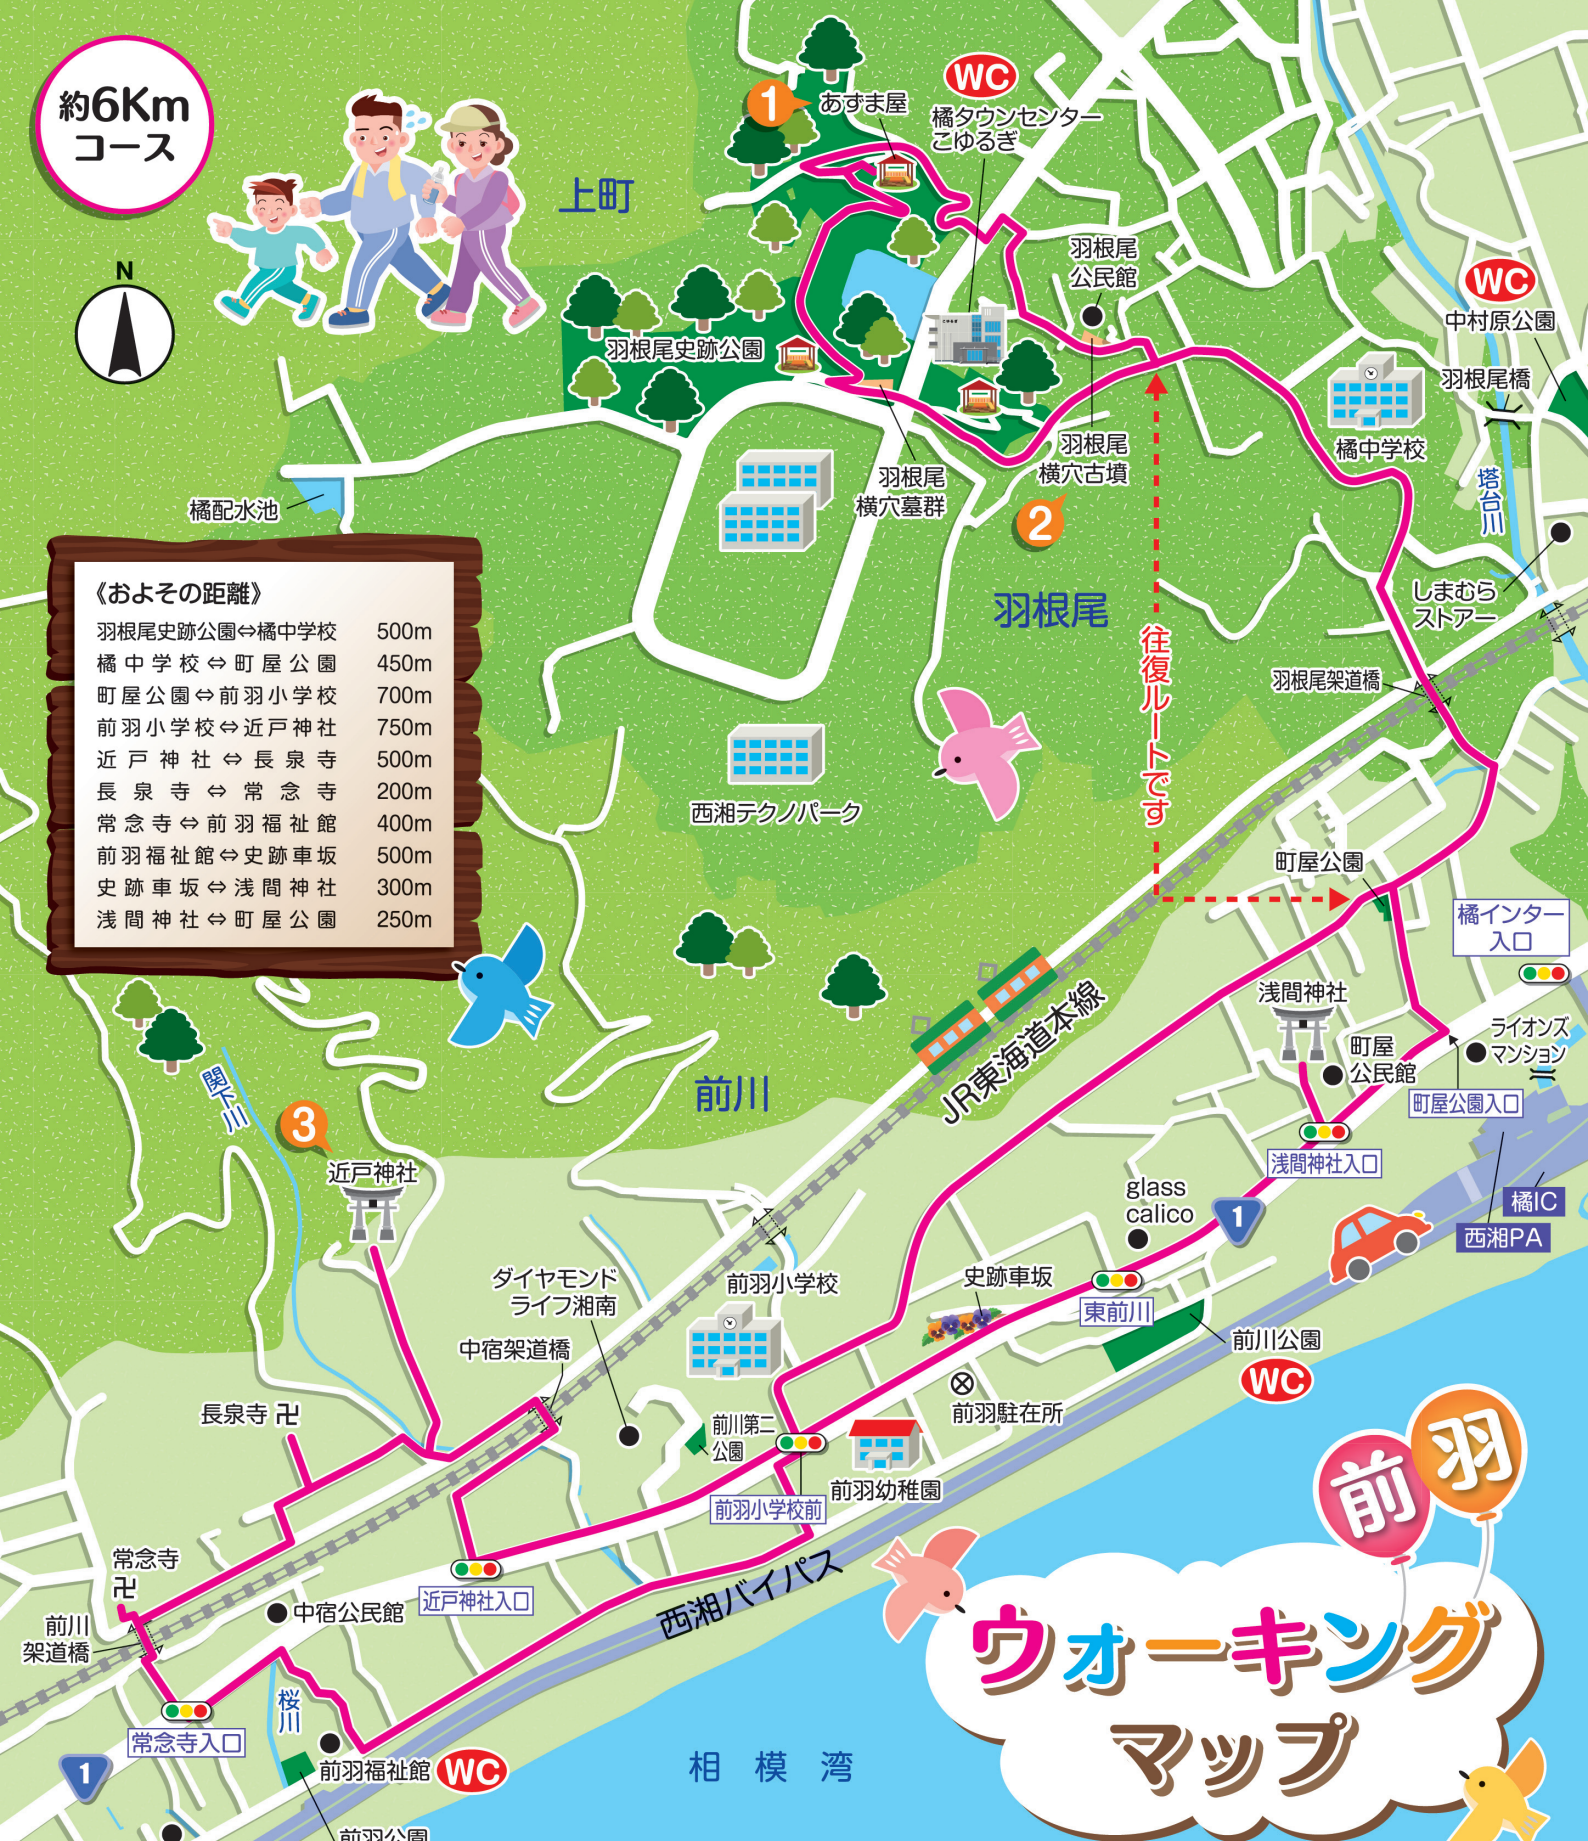 約6Km
コース
N
上町
1
あずま屋
WC
橘タウンセンター
こゆるぎ
羽根尾
公民館
WC
中村原公園
羽根尾橋
羽根尾史跡公園
橘中学校
塔台川
羽根尾
横穴墓群
羽根尾
横穴古墳
2
橘配水池
しまむら
ストアー
羽根尾
往復ルートです
羽根尾架道橋
《およその距離》
羽根尾史跡公園⇔橘中学校 500m
橘中学校⇔町屋公園 450m
町屋公園⇔前羽小学校 700m
前羽小学校⇔近戸神社 750m
近戸神社⇔長泉寺 500m
長泉寺⇔常念寺 200m
常念寺⇔前羽福祉館 400m
前羽福祉館⇔史跡車坂 500m
史跡車坂⇔浅間神社 300m
浅間神社⇔町屋公園 250m
西湘テクノパーク
町屋公園
橘インター
入口
浅間神社
ライオンズ
マンション
町屋
公民館
町屋公園入口
JR東海道本線
前川
関下川
3
近戸神社
浅間神社入口
glass
calico
1
橘IC
西湘PA
ダイヤモンド
ライフ湘南
前羽小学校
史跡車坂
東前川
前川公園
WC
中宿架道橋
長泉寺 卍
前川第二
公園
前羽駐在所
前羽小学校前
前羽幼稚園
常念寺
卍
近戸神社入口
中宿公民館
西湘バイパス
前川
架道橋
桜川
常念寺入口
1
前羽福祉館
WC
前羽公園
相模湾
前羽
ウォーキング
マップ